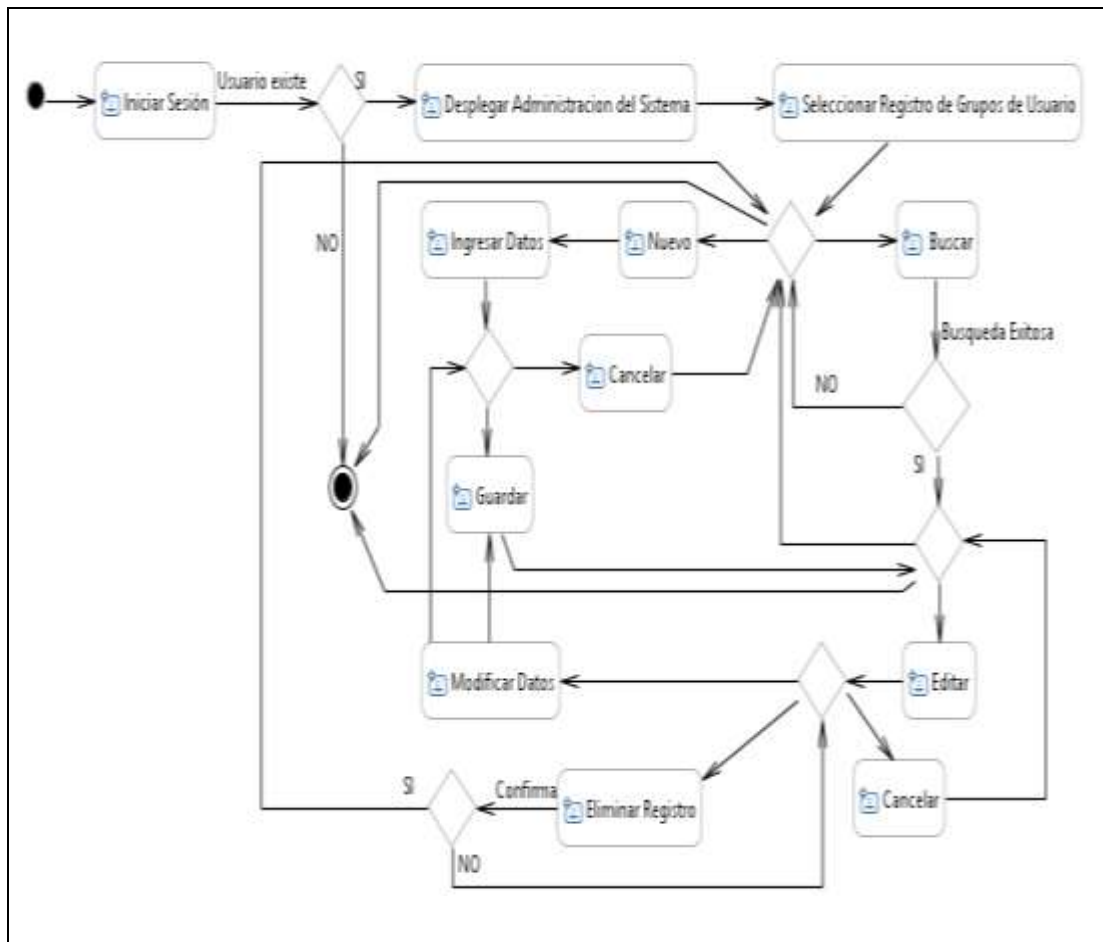 Iniciar Sesión
Usuario existe
SI
Desplegar Administracion del Sistema
Seleccionar Registro de Grupos de Usuario
NO
Ingresar Datos
Nuevo
Buscar
Busqueda Exitosa
Cancelar
NO
SI
Guardar
Modificar Datos
Editar
SI
Confirma
Eliminar Registro
Cancelar
NO